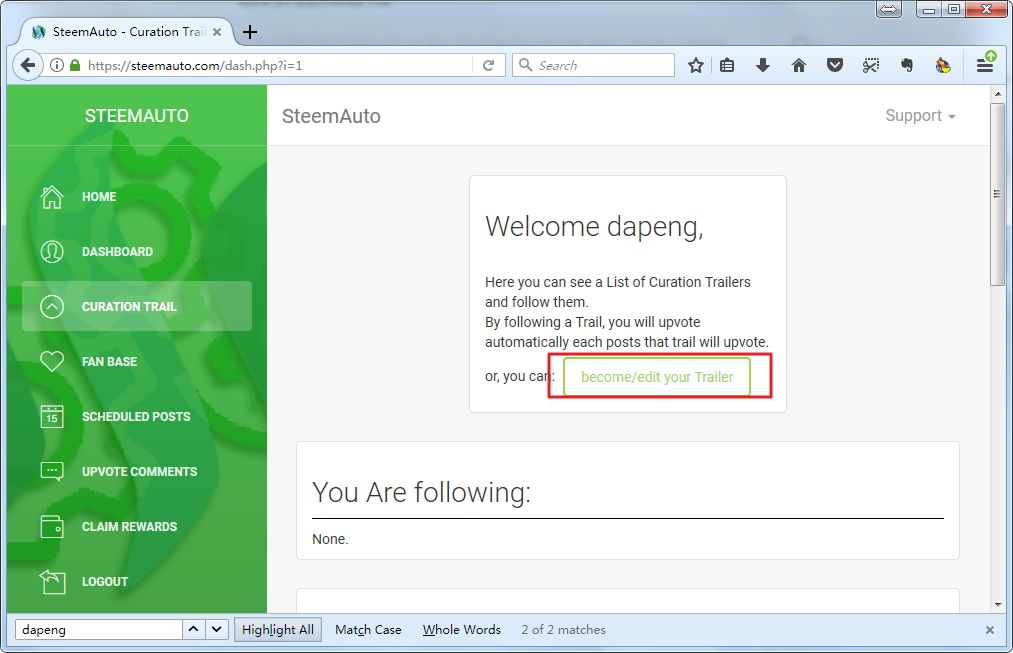 SteemAuto - Curation Trail
https://steemauto.com/dash.php?i=1
Search
STEEMAUTO
HOME
DASHBOARD
CURATION TRAIL
FAN BASE
15
SCHEDULED POSTS
UPVOTE COMMENTS
CLAIM REWARDS
LOGOUT
SteemAuto
Support
Welcome dapeng,
Here you can see a List of Curation Trailers
and follow them.
By following a Trail, you will upvote
automatically each posts that trail will upvote.
or, you can: become/edit your Trailer
You Are following:
None.
dapeng
Highlight All
Match Case
Whole Words
2 of 2 matches